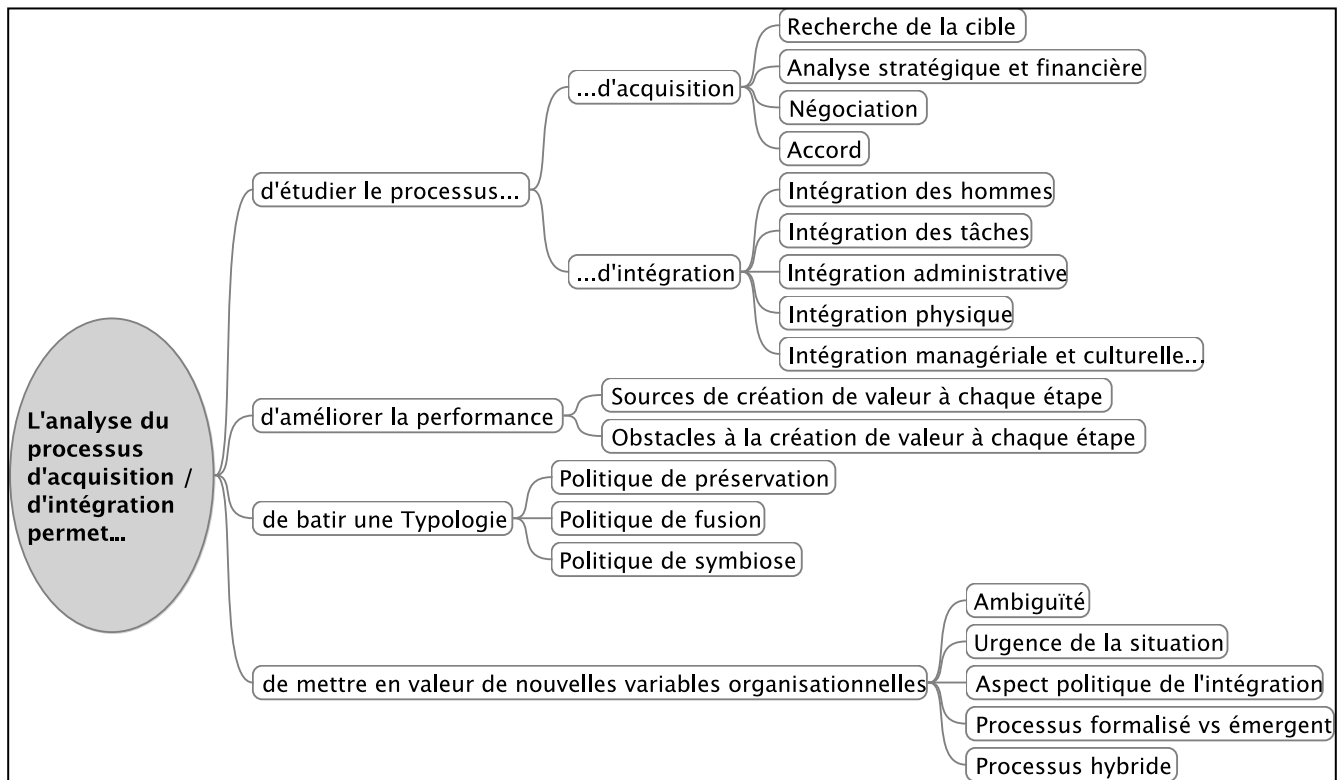 L'analyse du
processus
d'acquisition /
d'intégration
permet...
d'étudier le processus...
...d'acquisition
Recherche de la cible
Analyse stratégique et financière
Négociation
Accord
...d'intégration
Intégration des hommes
Intégration des tâches
Intégration administrative
Intégration physique
Intégration managériale et culturelle...
d'améliorer la performance
Sources de création de valeur à chaque étape
Obstacles à la création de valeur à chaque étape
de batir une Typologie
Politique de préservation
Politique de fusion
Politique de symbiose
de mettre en valeur de nouvelles variables organisationnelles
Ambiguïté
Urgence de la situation
Aspect politique de l'intégration
Processus formalisé vs émergent
Processus hybride